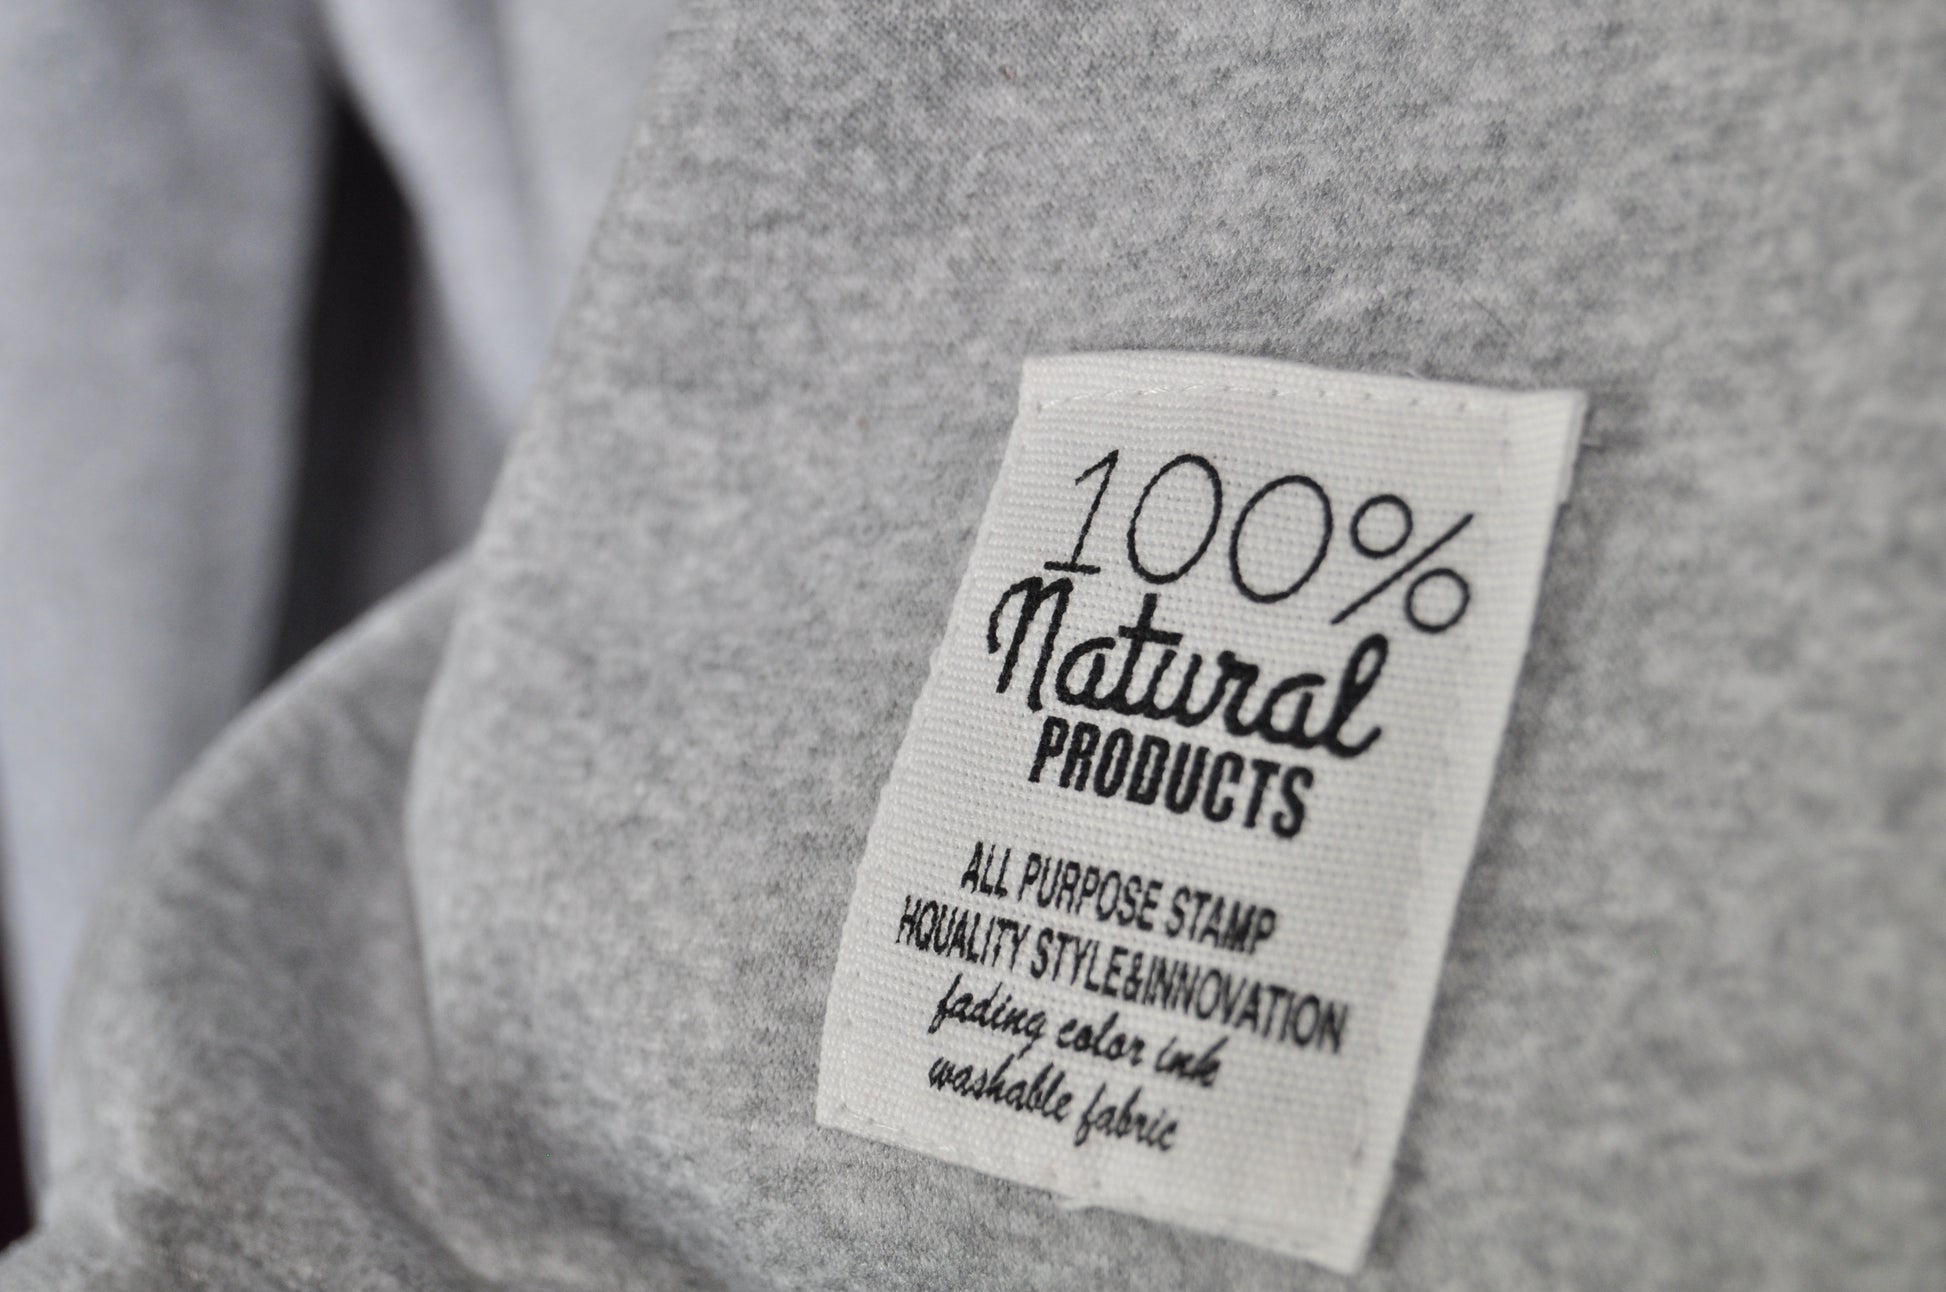 100%
Natural
PRODUCTS
ALL PURPOSE STAMP
HQUALITY STYLE&INNOVATION
fading color ink
washable fabric